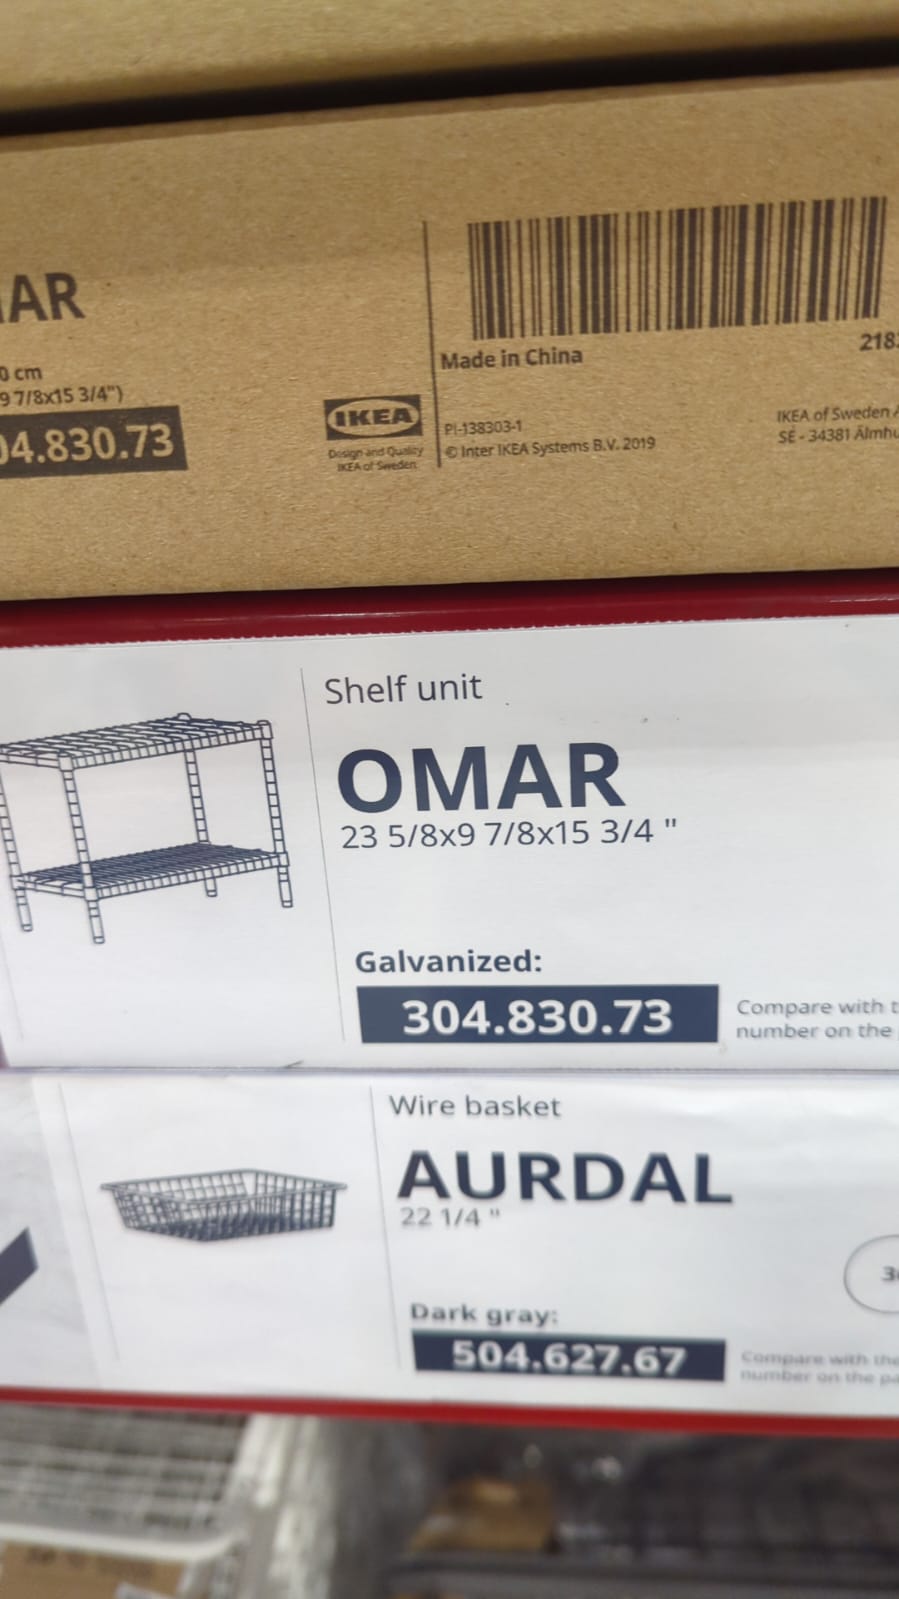 AR
0 cm
9 7/8x15 3/4")
04.830.73
IKEA
Design and Quality
IKEA of Sweden
Made in China
218
PI-138303-1
© Inter IKEA Systems B.V. 2019
IKEA of Sweden
SE - 34381 Älmhu
Shelf unit
OMAR
23 5/8x9 7/8x15 3/4 "
Galvanized:
304.830.73
Compare with t
number on the
Wire basket
AURDAL
22 1/4 "
Dark gray:
504.627.67
Compare with the
number on the pa